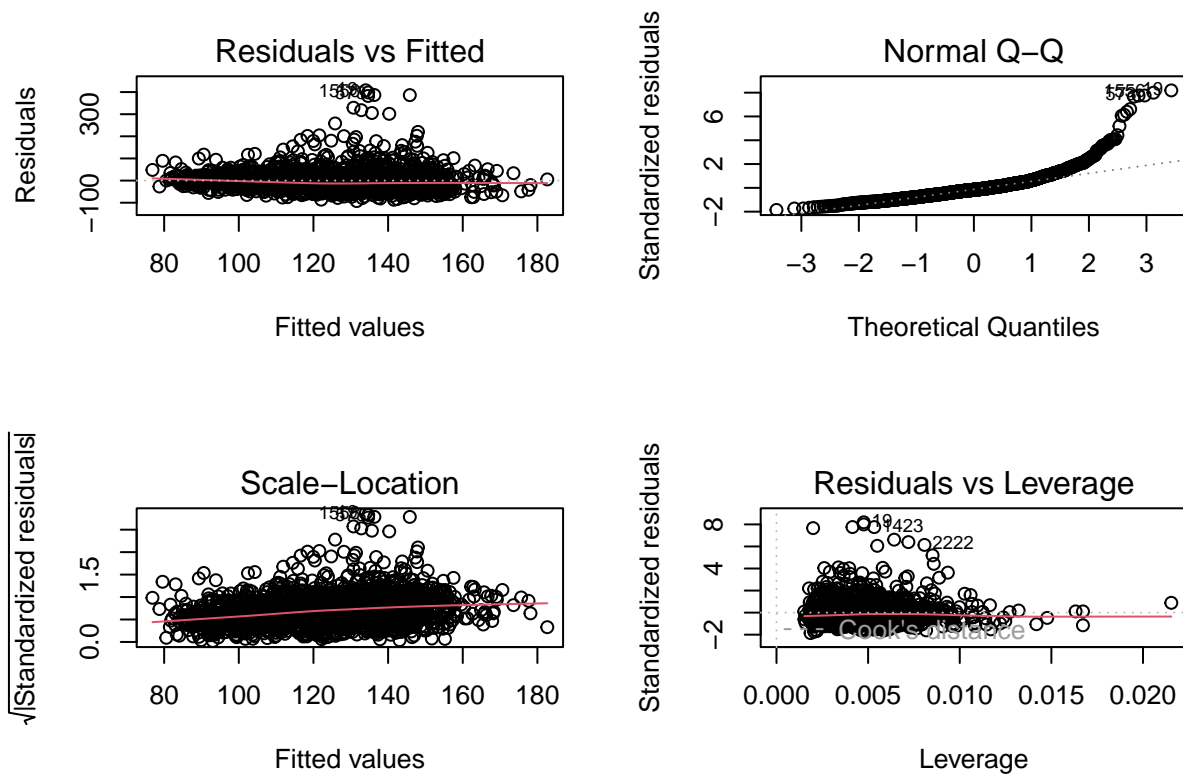 Residuals vs Fitted
Residuals
−100 300
80 100 120 140 160 180
Fitted values
Normal Q−Q
Standardized residuals
−2 2 6
−3 −2 −1 0 1 2 3
Theoretical Quantiles
Scale−Location
√|Standardized residuals|
0.0 1.5
80 100 120 140 160 180
Fitted values
Residuals vs Leverage
Standardized residuals
−2 4 8
19
1423
2222
Cook's distance
0.000 0.005 0.010 0.015 0.020
Leverage